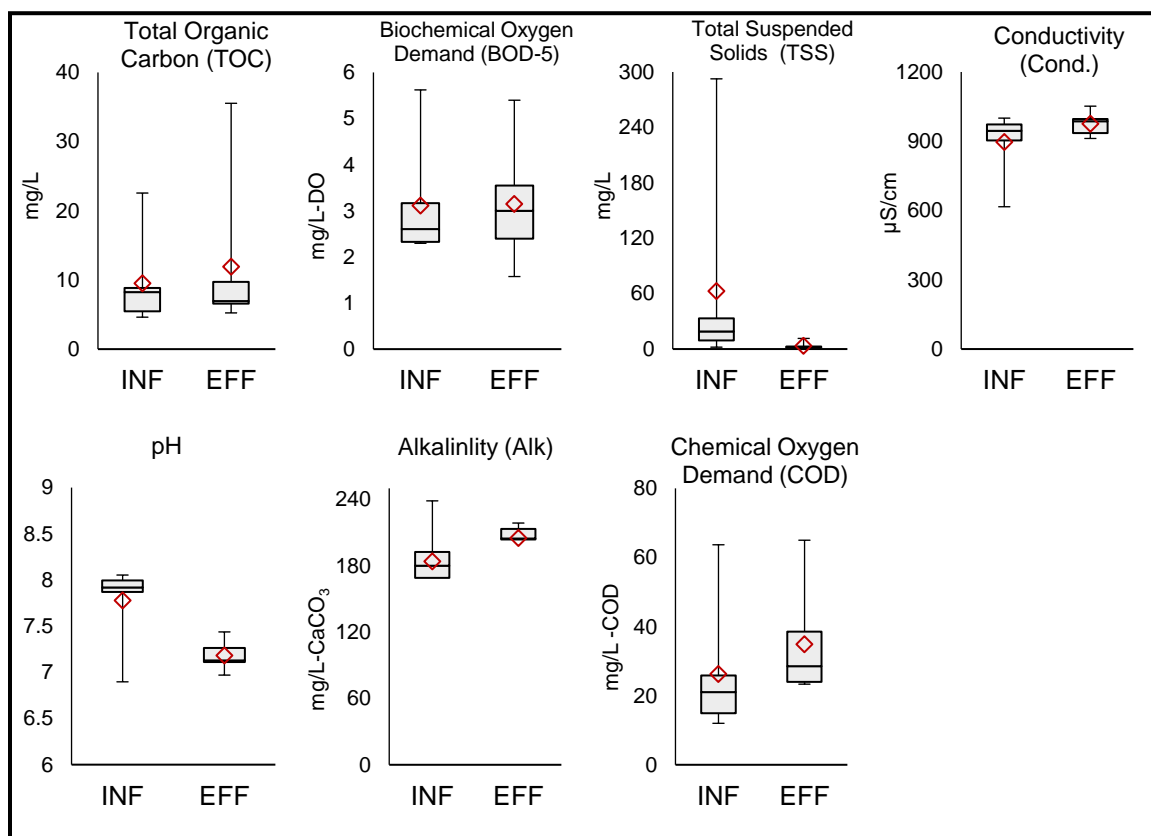 Total Organic
Carbon (TOC)
40
30
20
10
0
mg/L
INF EFF
Biochemical Oxygen
Demand (BOD-5)
6
5
4
3
2
1
0
mg/L-DO
INF EFF
Total Suspended
Solids (TSS)
300
240
180
120
60
0
mg/L
INF EFF
Conductivity
(Cond.)
1200
900
600
300
0
µS/cm
INF EFF
pH
9
8.5
8
7.5
7
6.5
6
INF EFF
Alkalinlity (Alk)
240
180
120
60
0
mg/L-CaCO₃
INF EFF
Chemical Oxygen
Demand (COD)
80
60
40
20
0
mg/L -COD
INF EFF